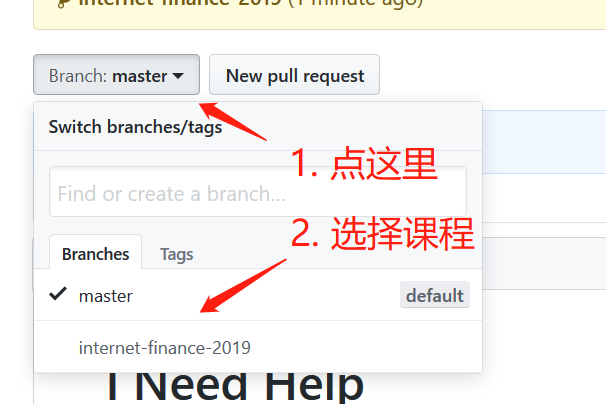 internet-finance-2019 (1 minute ago)
Branch: master
New pull request
Switch branches/tags
1. 点这里
Find or create a branch...
2. 选择课程
Branches
Tags
master
default
internet-finance-2019
I Need Help